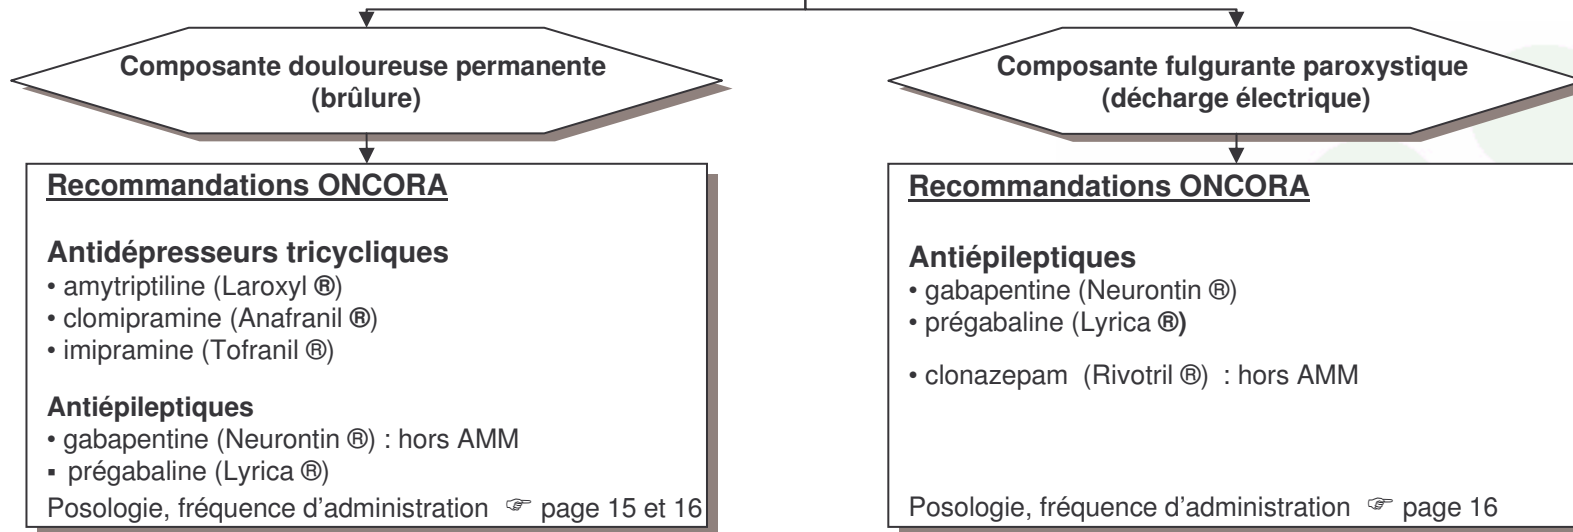 Composante douloureuse permanente
(brûlure)
Recommandations ONCORA
Antidépresseurs tricycliques
• amytriptiline (Laroxyl ®)
• clomipramine (Anafranil ®)
• imipramine (Tofranil ®)
Antiépileptiques
• gabapentine (Neurontin ®) : hors AMM
▪ prégabaline (Lyrica ®)
Posologie, fréquence d’administration ☞ page 15 et 16
Composante fulgurante paroxystique
(décharge électrique)
Recommandations ONCORA
Antiépileptiques
• gabapentine (Neurontin ®)
• prégabaline (Lyrica ®)
• clonazepam (Rivotril ®) : hors AMM
Posologie, fréquence d’administration ☞ page 16